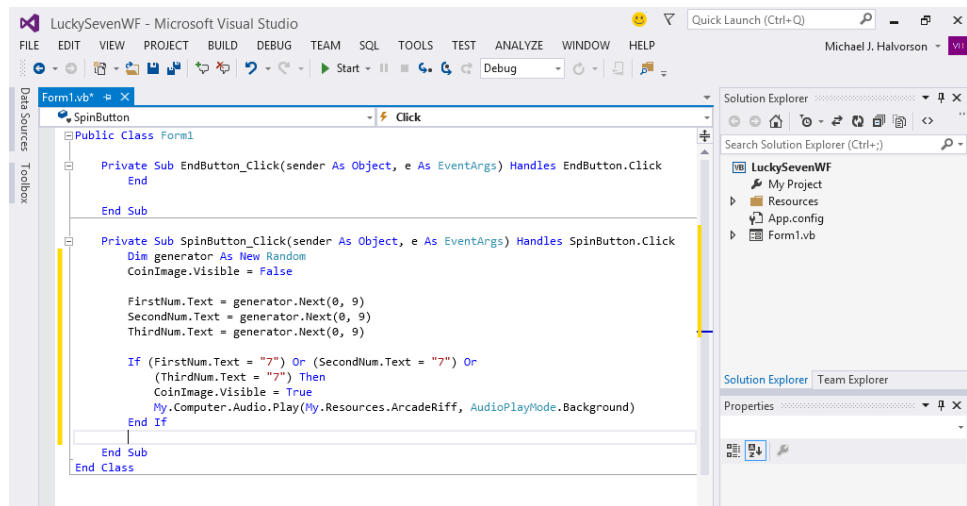 LuckySevenWF - Microsoft Visual Studio
Quick Launch (Ctrl+Q)
FILE EDIT VIEW PROJECT BUILD DEBUG TEAM SQL TOOLS TEST ANALYZE WINDOW HELP
Michael J. Halvorson
Start
Debug
Data Sources
Toolbox
Form1.vb*
SpinButton
Click
Public Class Form1
Private Sub EndButton_Click(sender As Object, e As EventArgs) Handles EndButton.Click
End
End Sub
Private Sub SpinButton_Click(sender As Object, e As EventArgs) Handles SpinButton.Click
Dim generator As New Random
CoinImage.Visible = False
FirstNum.Text = generator.Next(0, 9)
SecondNum.Text = generator.Next(0, 9)
ThirdNum.Text = generator.Next(0, 9)
If (FirstNum.Text = "7") Or (SecondNum.Text = "7") Or
(ThirdNum.Text = "7") Then
CoinImage.Visible = True
My.Computer.Audio.Play(My.Resources.ArcadeRiff, AudioPlayMode.Background)
End If
End Sub
End Class
Solution Explorer
Search Solution Explorer (Ctrl+;)
VB LuckySevenWF
My Project
Resources
App.config
Form1.vb
Solution Explorer Team Explorer
Properties